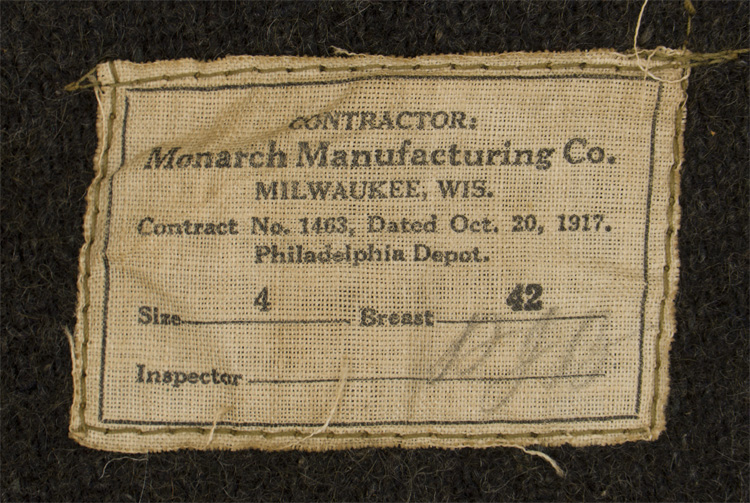 CONTRACTOR:
Monarch Manufacturing Co.
MILWAUKEE, WIS.
Contract No. 1463, Dated Oct. 20, 1917.
Philadelphia Depot.
Size 4 Breast 42
Inspector